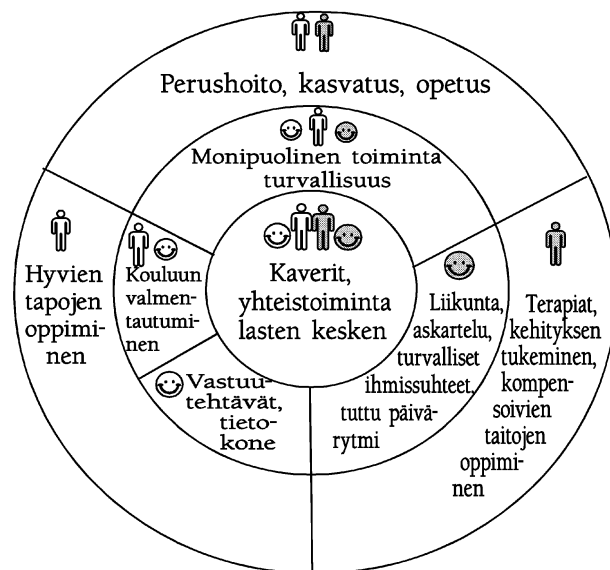 Perushoito, kasvatus, opetus
Monipuolinen toiminta
turvallisuus
Kaverit,
yhteistoiminta
lasten kesken
Hyvien
tapojen
oppimi-
nen
Kouluun
valmen-
tautumi-
nen
Vastuu-
tehtävät,
tieto-
kone
Liikunta,
askartelu,
turvalliset
ihmissuhteet,
tuttu päivä-
rytmi
Terapiat,
kehityksen
tukeminen,
kompen-
soivien
taitojen
oppimi-
nen